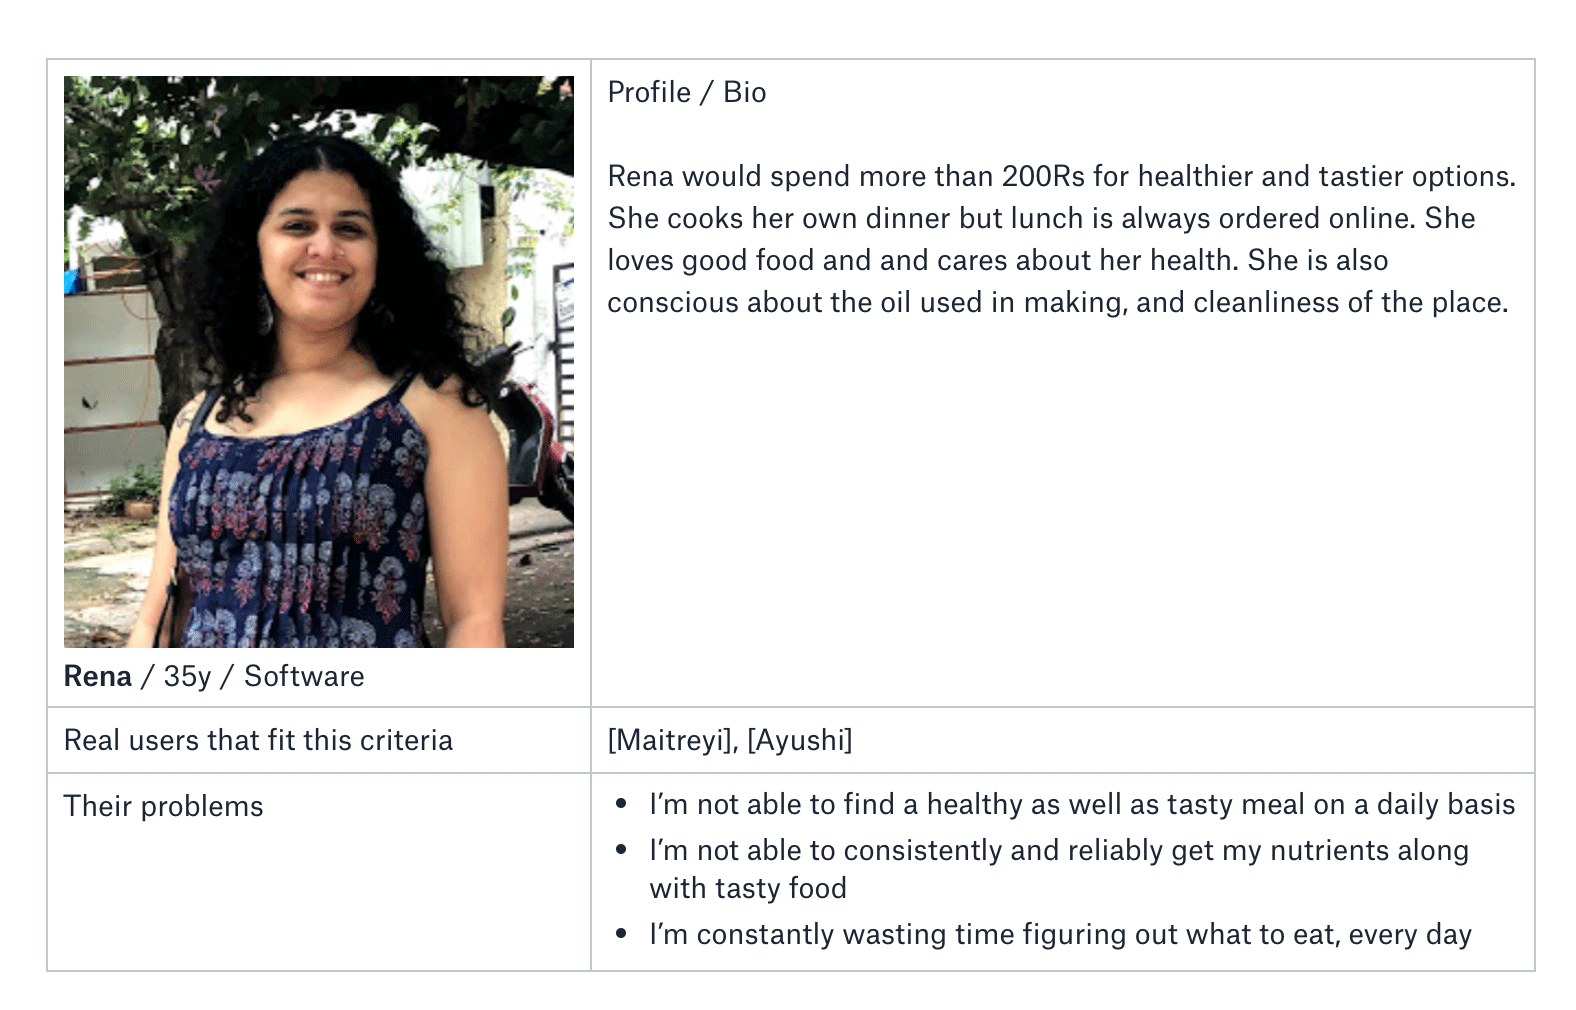 Profile / Bio
Rena would spend more than 200Rs for healthier and tastier options.
She cooks her own dinner but lunch is always ordered online. She
loves good food and and cares about her health. She is also
conscious about the oil used in making, and cleanliness of the place.
Rena / 35y / Software
Real users that fit this criteria
[Maitreyi], [Ayushi]
Their problems
• I’m not able to find a healthy as well as tasty meal on a daily basis
• I’m not able to consistently and reliably get my nutrients along
with tasty food
• I’m constantly wasting time figuring out what to eat, every day